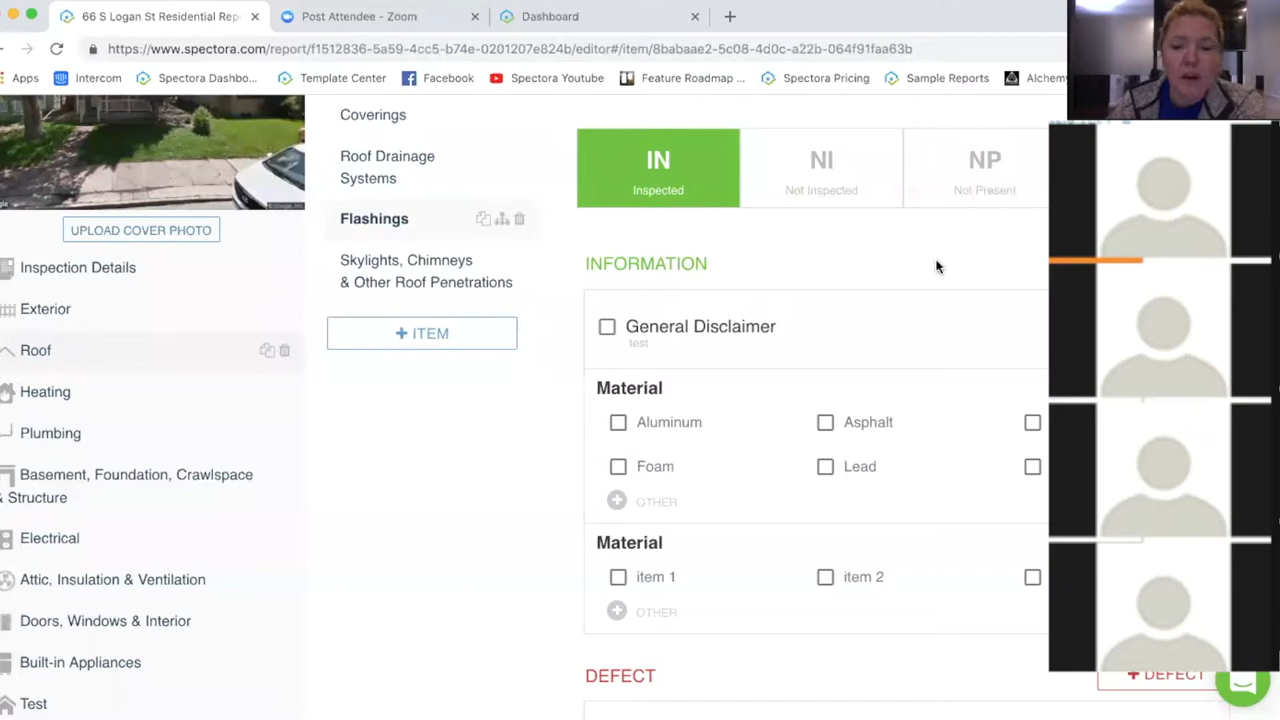 66 S Logan St Residential Rep
Post Attendee - Zoom
Dashboard
https://www.spectora.com/report/f1512836-5a59-4cc5-b74e-0201207e824b/editor#/item/8babaae2-5c08-4d0c-a22b-064f91faa63b
Apps
Intercom
Spectora Dashbo...
Template Center
Facebook
Spectora Youtube
Feature Roadmap ...
Spectora Pricing
Sample Reports
Alchem
UPLOAD COVER PHOTO
Inspection Details
Exterior
Roof
Heating
Plumbing
Basement, Foundation, Crawlspace
& Structure
Electrical
Attic, Insulation & Ventilation
Doors, Windows & Interior
Built-in Appliances
Test
Coverings
Roof Drainage
Systems
Flashings
Skylights, Chimneys
& Other Roof Penetrations
+ ITEM
IN
Inspected
NI
Not Inspected
NP
Not Present
INFORMATION
General Disclaimer
test
Material
Aluminum
Asphalt
Foam
Lead
OTHER
Material
item 1
item 2
OTHER
DEFECT
+ DEFECT